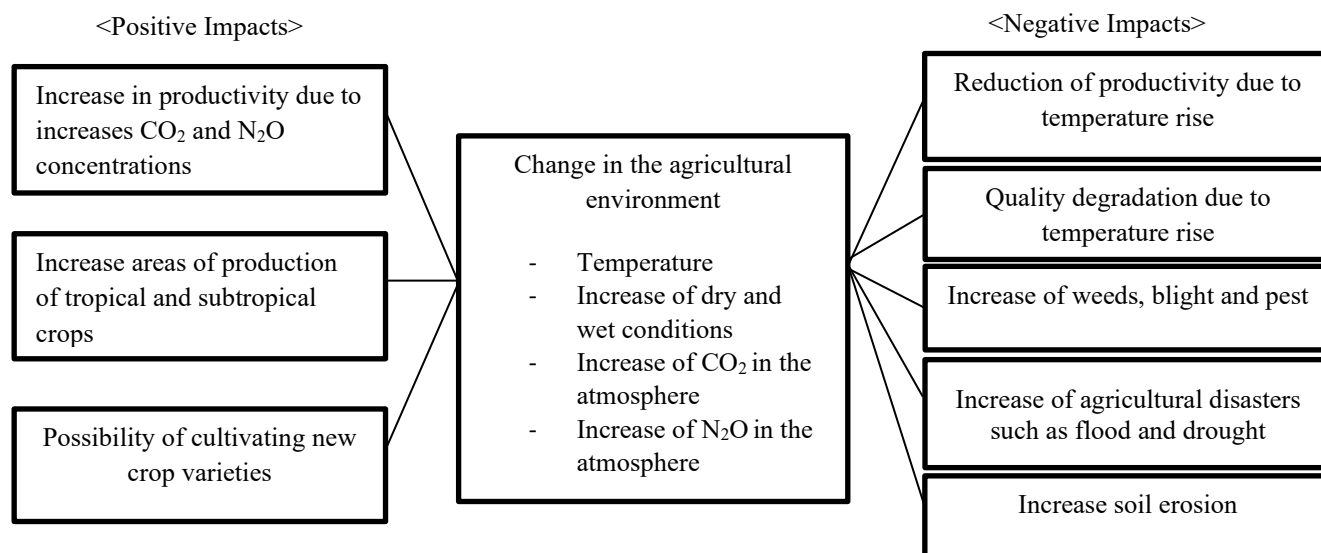 <Positive Impacts>
Increase in productivity due to
increases CO₂ and N₂O
concentrations
Increase areas of production
of tropical and subtropical
crops
Possibility of cultivating new
crop varieties
Change in the agricultural
environment
- Temperature
- Increase of dry and
wet conditions
- Increase of CO₂ in the
atmosphere
- Increase of N₂O in the
atmosphere
<Negative Impacts>
Reduction of productivity due to
temperature rise
Quality degradation due to
temperature rise
Increase of weeds, blight and pest
Increase of agricultural disasters
such as flood and drought
Increase soil erosion